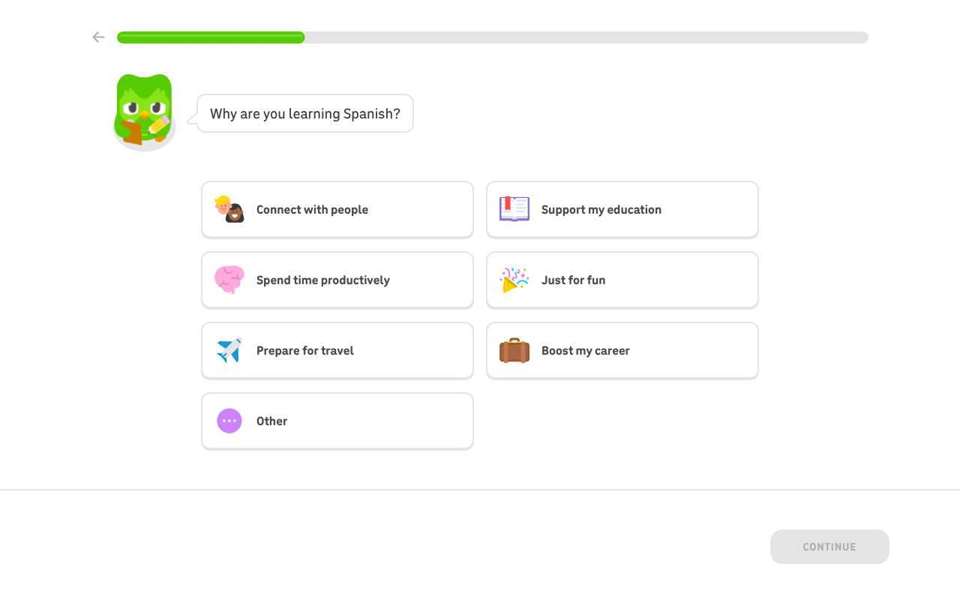 Why are you learning Spanish?
Connect with people
Support my education
Spend time productively
Just for fun
Prepare for travel
Boost my career
Other
CONTINUE